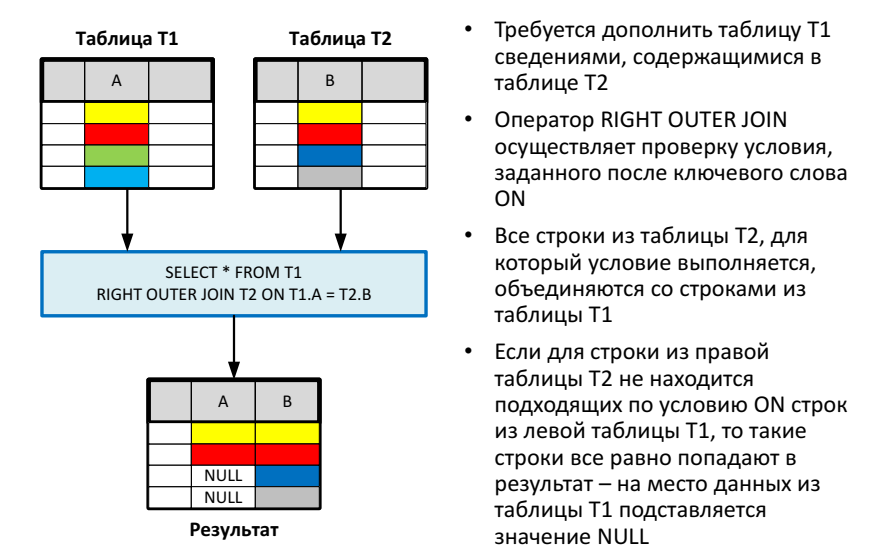 Таблица T1
Таблица T2
A
B
SELECT * FROM T1
RIGHT OUTER JOIN T2 ON T1.A = T2.B
A
B
NULL
NULL
Результат
• Требуется дополнить таблицу T1
сведениями, содержащимися в
таблице T2
• Оператор RIGHT OUTER JOIN
осуществляет проверку условия,
заданного после ключевого слова
ON
• Все строки из таблицы T2, для
который условие выполняется,
объединяются со строками из
таблицы T1
• Если для строки из правой
таблицы T2 не находится
подходящих по условию ON строк
из левой таблицы T1, то такие
строки все равно попадают в
результат – на место данных из
таблицы T1 подставляется
значение NULL